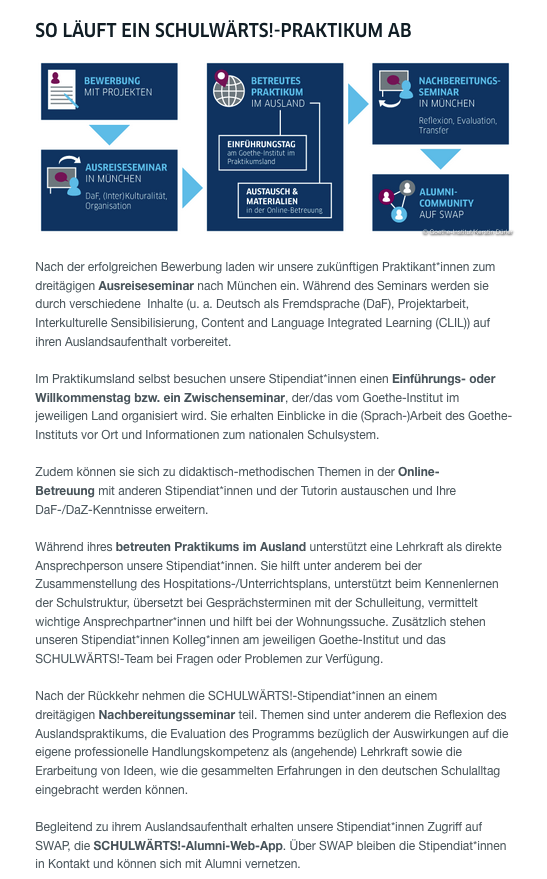 SO LÄUFT EIN SCHULWÄRTS!-PRAKTIKUM AB
BEWERBUNG
MIT PROJEKTEN
AUSREISESEMINAR
IN MÜNCHEN
DaF, (Inter)Kulturalität,
Organisation
BETREUTES
PRAKTIKUM
IM AUSLAND
EINFÜHRUNGSTAG
am Goethe-Institut im
Praktikumsland
AUSTAUSCH &
MATERIALIEN
in der Online-Betreuung
NACHBEREITUNGS-
SEMINAR
IN MÜNCHEN
Reflexion, Evaluation,
Transfer
ALUMNI-
COMMUNITY
AUF SWAP
© Goethe-Institut/Kerstin
Nach der erfolgreichen Bewerbung laden wir unsere zukünftigen Praktikant*innen zum
dreitägigen Ausreiseseminar nach München ein. Während des Seminars werden sie
durch verschiedene Inhalte (u. a. Deutsch als Fremdsprache (DaF), Projektarbeit,
Interkulturelle Sensibilisierung, Content and Language Integrated Learning (CLIL)) auf
ihren Auslandsaufenthalt vorbereitet.
Im Praktikumsland selbst besuchen unsere Stipendiat*innen einen Einführungs- oder
Willkommenstag bzw. ein Zwischenseminar, der/das vom Goethe-Institut im
jeweiligen Land organisiert wird. Sie erhalten Einblicke in die (Sprach-)Arbeit des Goethe-
Instituts vor Ort und Informationen zum nationalen Schulsystem.
Zudem können sie sich zu didaktisch-methodischen Themen in der Online-
Betreuung mit anderen Stipendiat*innen und der Tutorin austauschen und Ihre
DaF-/DaZ-Kenntnisse erweitern.
Während ihres betreuten Praktikums im Ausland unterstützt eine Lehrkraft als direkte
Ansprechperson unsere Stipendiat*innen. Sie hilft unter anderem bei der
Zusammenstellung des Hospitations-/Unterrichtsplans, unterstützt beim Kennenlernen
der Schulstruktur, übersetzt bei Gesprächsterminen mit der Schulleitung, vermittelt
wichtige Ansprechpartner*innen und hilft bei der Wohnungssuche. Zusätzlich stehen
unseren Stipendiat*innen Kolleg*innen am jeweiligen Goethe-Institut und das
SCHULWÄRTS!-Team bei Fragen oder Problemen zur Verfügung.
Nach der Rückkehr nehmen die SCHULWÄRTS!-Stipendiat*innen an einem
dreitägigen Nachbereitungsseminar teil. Themen sind unter anderem die Reflexion des
Auslandspraktikums, die Evaluation des Programms bezüglich der Auswirkungen auf die
eigene professionelle Handlungskompetenz als (angehende) Lehrkraft sowie die
Erarbeitung von Ideen, wie die gesammelten Erfahrungen in den deutschen Schulalltag
eingebracht werden können.
Begleitend zu ihrem Auslandsaufenthalt erhalten unsere Stipendiat*innen Zugriff auf
SWAP, die SCHULWÄRTS!-Alumni-Web-App. Über SWAP bleiben die Stipendiat*innen
in Kontakt und können sich mit Alumni vernetzen.